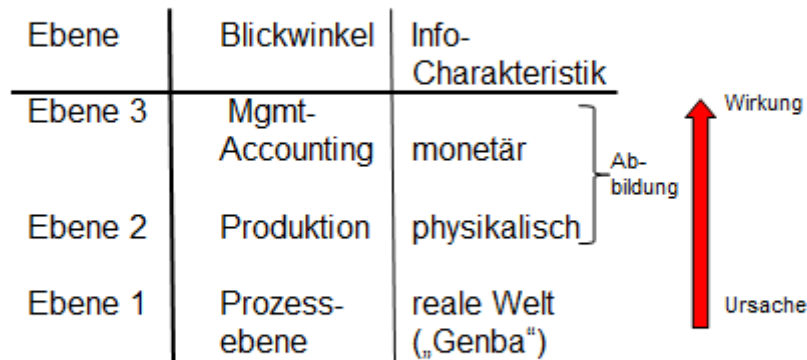 Ebene Blickwinkel Info-
Charakteristik
Ebene 3 Mgmt- Wirkung
Accounting monetär Ab-
bildung
Ebene 2 Produktion physikalisch
Ebene 1 Prozess- reale Welt Ursache
ebene („Genba“)